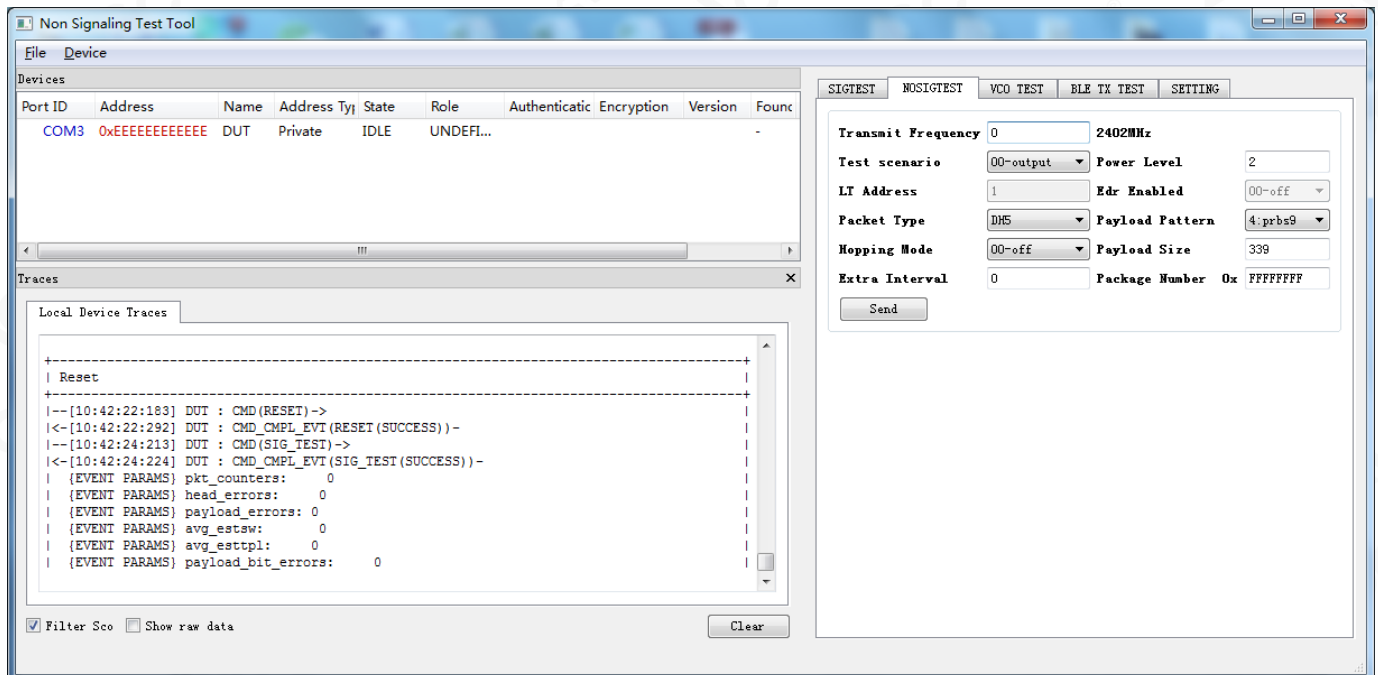 Non Signaling Test Tool
File Device
Devices
Port ID Address Name Address Ty State Role Authenticatic Encryption Version Founc
COM3 0xEEEEEEEEEEEE DUT Private IDLE UNDEFI... -
Traces
Local Device Traces
+--------------------------------------------------------------------------------------+
| Reset |
+--------------------------------------------------------------------------------------+
|--[10:42:22:183] DUT : CMD(RESET)-> |
|<-[10:42:22:292] DUT : CMD_CMPL_EVT(RESET(SUCCESS))- |
|--[10:42:24:213] DUT : CMD(SIG_TEST)-> |
|<-[10:42:24:224] DUT : CMD_CMPL_EVT(SIG_TEST(SUCCESS))- |
| {EVENT PARAMS} pkt_counters: 0 |
| {EVENT PARAMS} head_errors: 0 |
| {EVENT PARAMS} payload_errors: 0 |
| {EVENT PARAMS} avg_estsw: 0 |
| {EVENT PARAMS} avg_esttpl: 0 |
| {EVENT PARAMS} payload_bit_errors: 0 |
Filter Sco Show raw data Clear
SIGTEST NOSIGTEST VCO TEST BLE TX TEST SETTING
Transmit Frequency 0 2402MHz
Test scenario 00-output Power Level 2
LT Address 1 Edr Enabled 00-off
Packet Type DH5 Payload Pattern 4:prbs9
Hopping Mode 00-off Payload Size 339
Extra Interval 0 Package Number 0x FFFFFFFF
Send